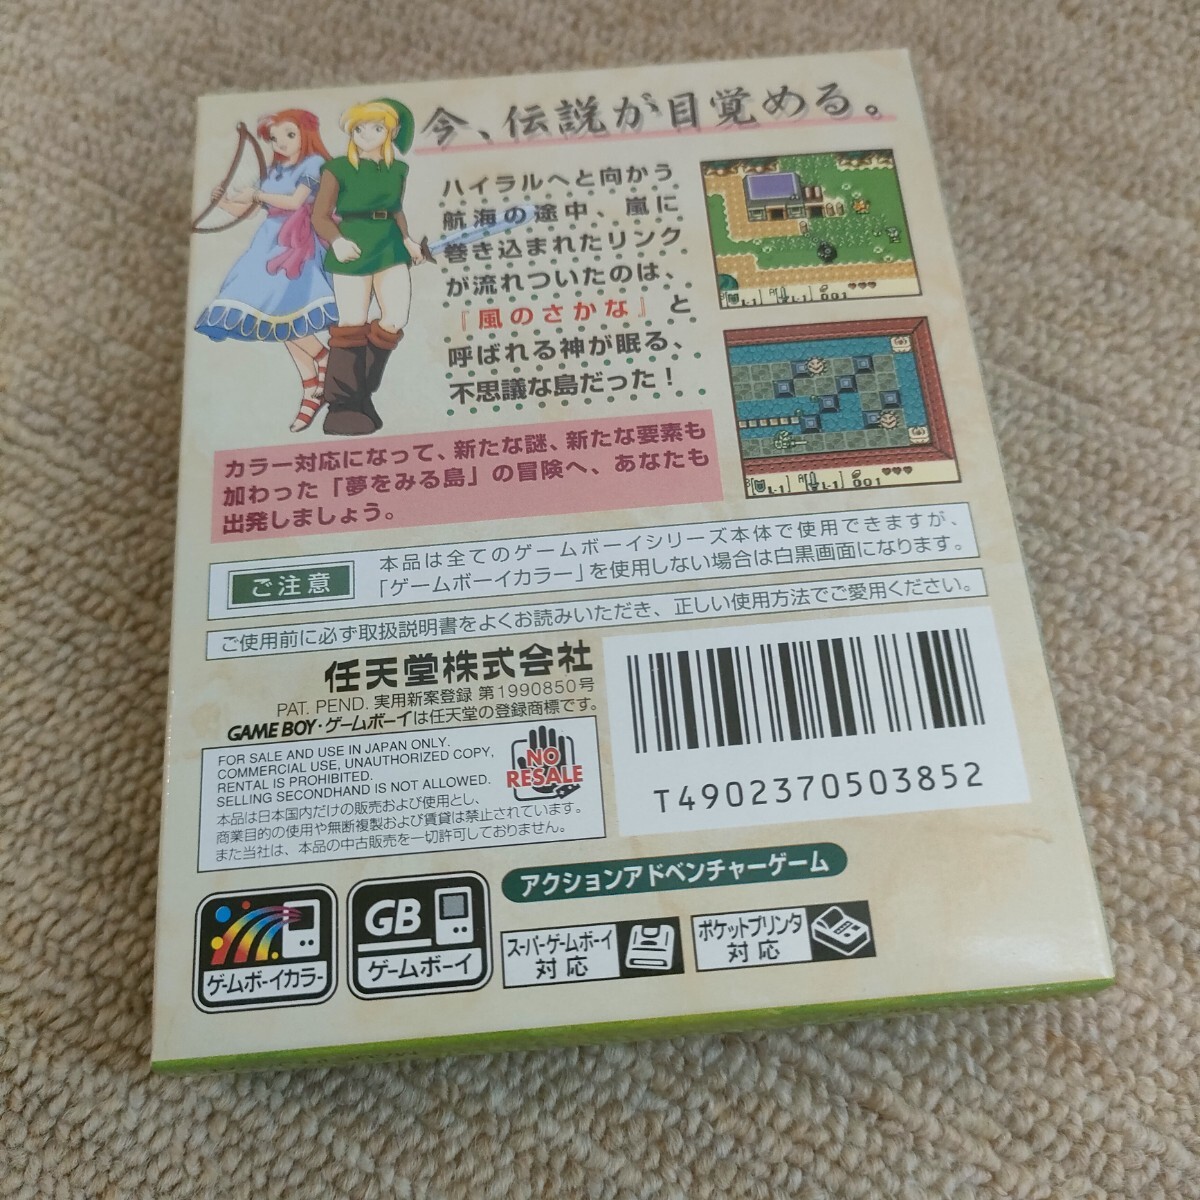 今、伝説が目覚める。
ハイラルへと向かう
航海の途中、嵐に
巻き込まれたリンク
が流れついたのは、
『風のさかな』と
呼ばれる神が眠る、
不思議な島だった!
カラー対応になって、新たな謎、新たな要素も
加わった「夢をみる島」の冒険へ、あなたも
出発しましょう。
ご注意
本品は全てのゲームボーイシリーズ本体で使用できますが、
「ゲームボーイカラー」を使用しない場合は白黒画面になります。
ご使用前に必ず取扱説明書をよくお読みいただき、正しい使用方法でご愛用ください。
任天堂株式会社
PAT. PEND. 実用新案登録 第1990850号
GAME BOY・ゲームボーイは任天堂の登録商標です。
FOR SALE AND USE IN JAPAN ONLY.
COMMERCIAL USE, UNAUTHORIZED COPY,
RENTAL IS PROHIBITED.
SELLING SECONDHAND IS NOT ALLOWED.
本品は日本国内だけの販売および使用とし、
商業目的の使用や無断複製および賃貸は禁止されています。
また当社は、本品の中古販売を一切許可しておりません。
NO
RESALE
T4902370503852
アクションアドベンチャーゲーム
ゲームボーイカラー
GB
ゲームボーイ
スーパーゲームボーイ
対応
ポケットプリンタ
対応
B L-1 A L-1 001
B L-1 A L-1 001